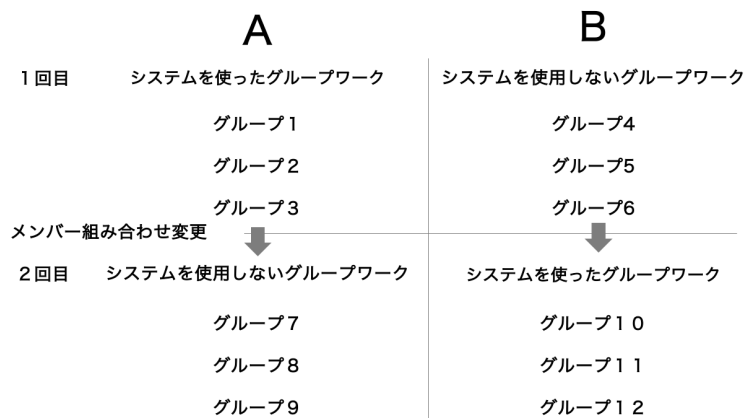 A B
1回目 システムを使ったグループワーク システムを使用しないグループワーク
グループ1 グループ4
グループ2 グループ5
グループ3 グループ6
メンバー組み合わせ変更
2回目 システムを使用しないグループワーク システムを使ったグループワーク
グループ7 グループ10
グループ8 グループ11
グループ9 グループ12